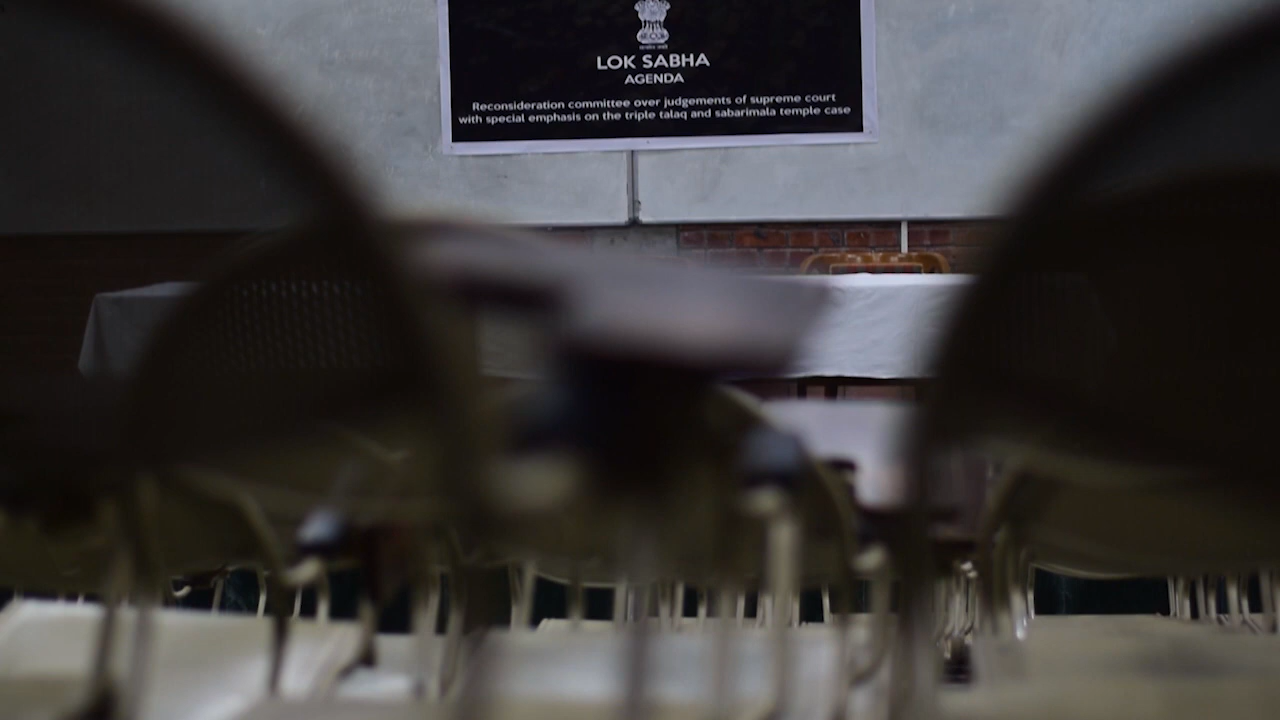 LOK SABHA
AGENDA
Reconsideration committee over judgements of supreme court
with special emphasis on the triple talaq and sabarimala temple case